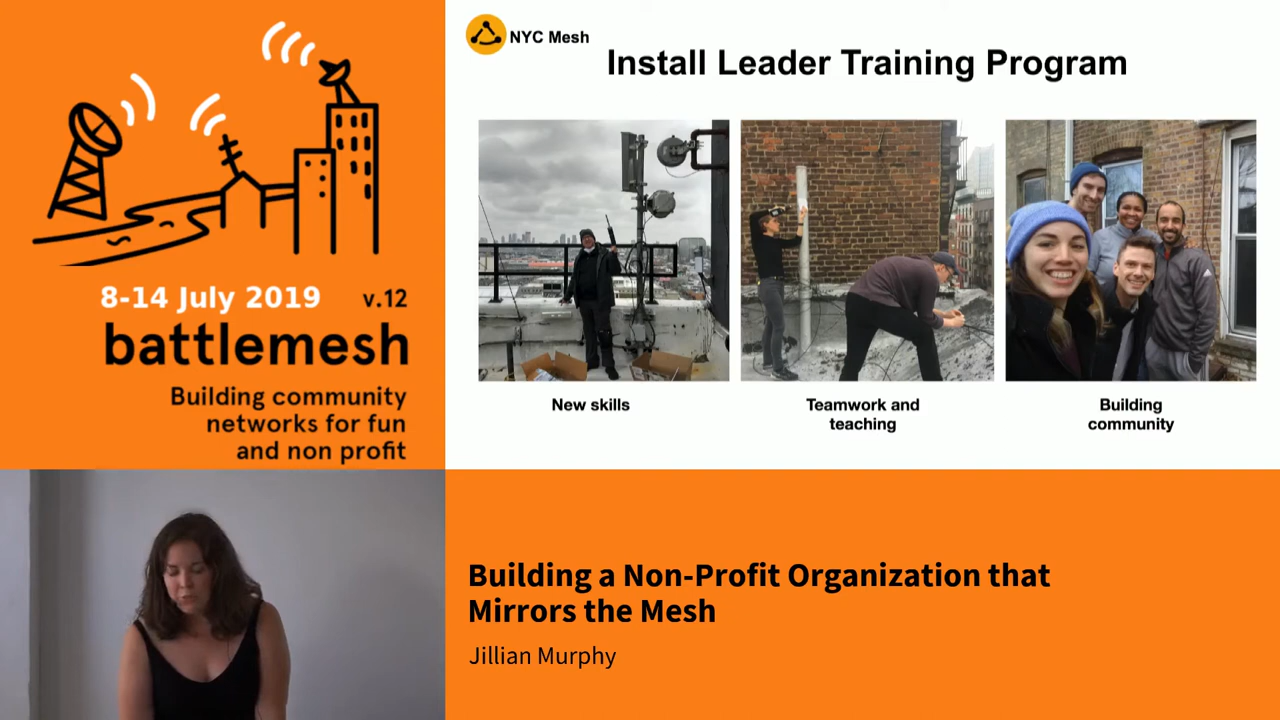 8-14 July 2019 v.12
battlemesh
Building community
networks for fun
and non profit
NYC Mesh
Install Leader Training Program
New skills
Teamwork and
teaching
Building
community
Building a Non-Profit Organization that
Mirrors the Mesh
Jillian Murphy